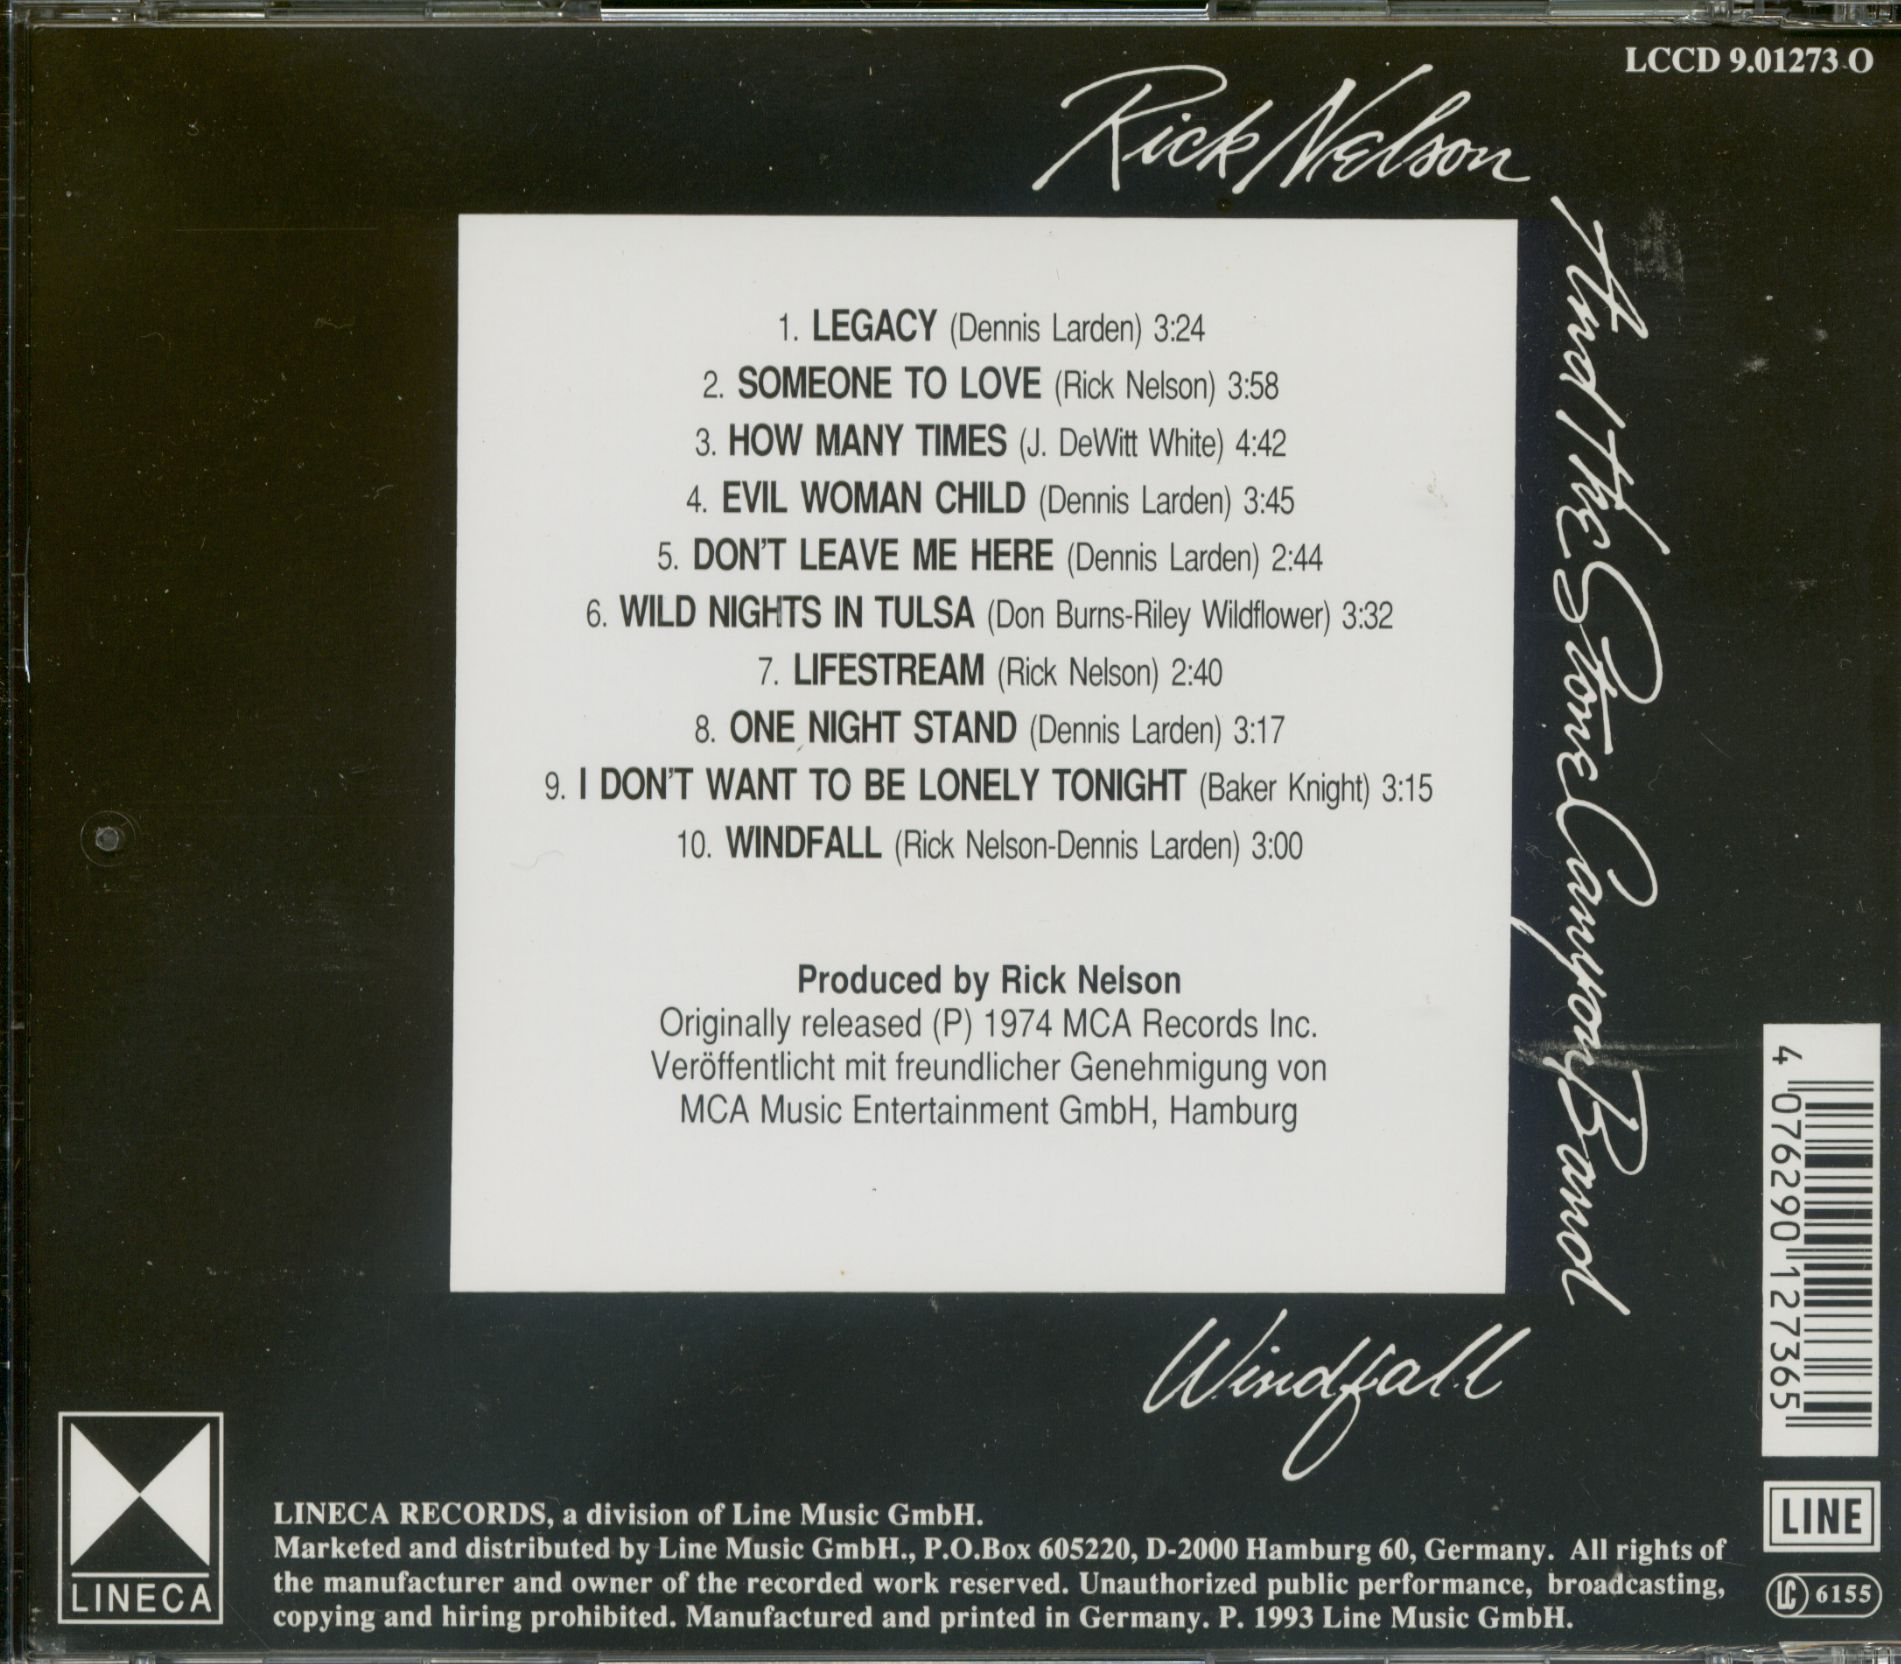 LCCD 9.01273 O
Rick Nelson
And The Stone Canyon Band
1. LEGACY (Dennis Larden) 3:24
2. SOMEONE TO LOVE (Rick Nelson) 3:58
3. HOW MANY TIMES (J. DeWitt White) 4:42
4. EVIL WOMAN CHILD (Dennis Larden) 3:45
5. DON'T LEAVE ME HERE (Dennis Larden) 2:44
6. WILD NIGHTS IN TULSA (Don Burns-Riley Wildflower) 3:32
7. LIFESTREAM (Rick Nelson) 2:40
8. ONE NIGHT STAND (Dennis Larden) 3:17
9. I DON'T WANT TO BE LONELY TONIGHT (Baker Knight) 3:15
10. WINDFALL (Rick Nelson-Dennis Larden) 3:00
Produced by Rick Nelson
Originally released (P) 1974 MCA Records Inc.
Veröffentlicht mit freundlicher Genehmigung von
MCA Music Entertainment GmbH, Hamburg
Windfall
4 076290 127365
LINE
LC 6155
LINECA
LINECA RECORDS, a division of Line Music GmbH.
Marketed and distributed by Line Music GmbH., P.O.Box 605220, D-2000 Hamburg 60, Germany. All rights of
the manufacturer and owner of the recorded work reserved. Unauthorized public performance, broadcasting,
copying and hiring prohibited. Manufactured and printed in Germany. P. 1993 Line Music GmbH.